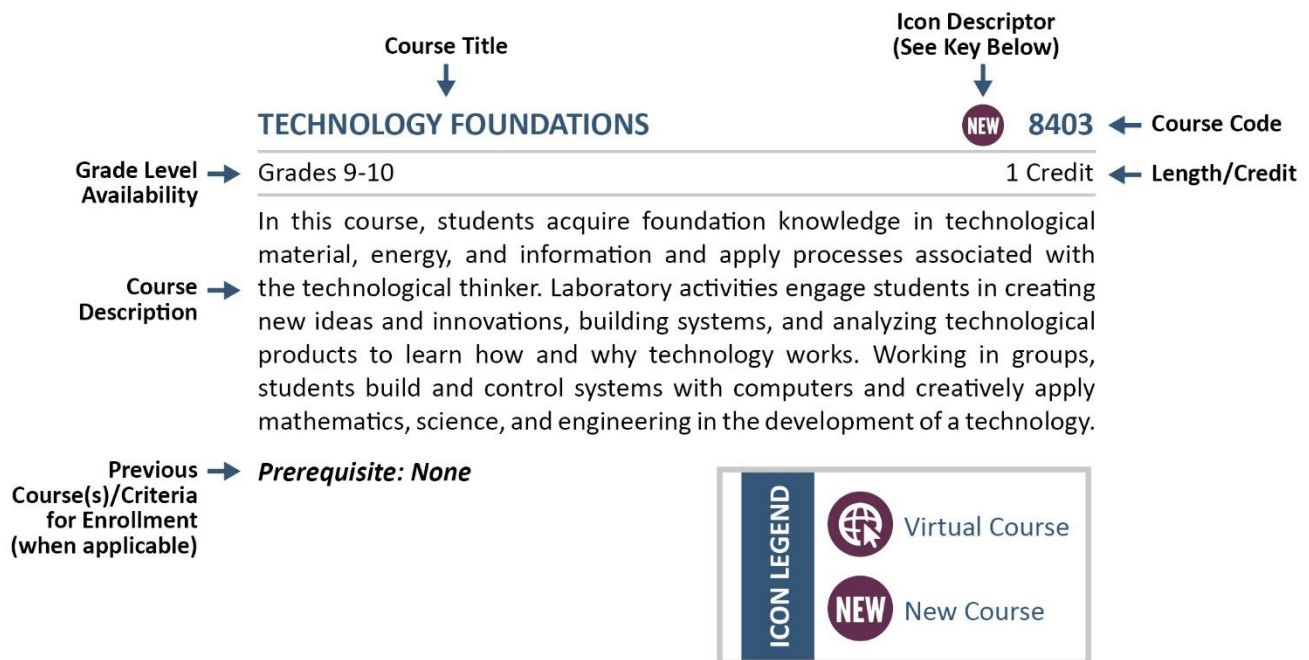 Course Title
Icon Descriptor
(See Key Below)
TECHNOLOGY FOUNDATIONS
NEW 8403
Course Code
Grade Level
Availability
Grades 9-10
1 Credit
Length/Credit
In this course, students acquire foundation knowledge in technological
material, energy, and information and apply processes associated with
the technological thinker. Laboratory activities engage students in creating
new ideas and innovations, building systems, and analyzing technological
products to learn how and why technology works. Working in groups,
students build and control systems with computers and creatively apply
mathematics, science, and engineering in the development of a technology.
Course
Description
Previous
Course(s)/Criteria
for Enrollment
(when applicable)
Prerequisite: None
ICON LEGEND
Virtual Course
NEW New Course